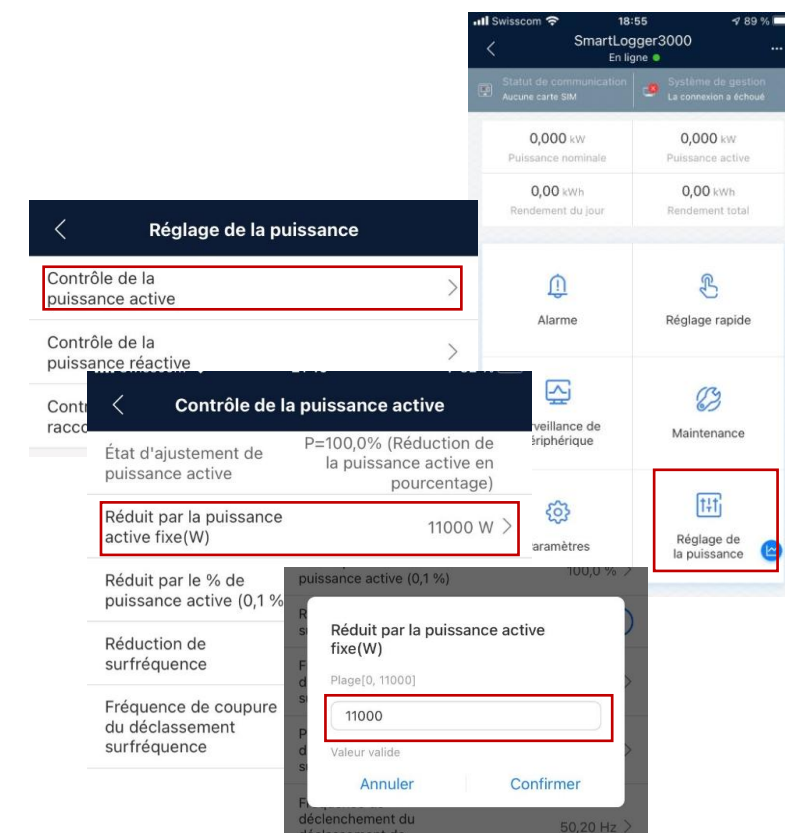 Swisscom
18:55
89 %
SmartLogger3000
En ligne
Statut de communication
Aucune carte SIM
Système de gestion
La connexion a échoué
0,000 kW
Puissance nominale
0,000 kW
Puissance active
0,00 kWh
Rendement du jour
0,00 kWh
Rendement total
Alarme
Réglage rapide
Maintenance
Réglage de
la puissance
Réglage de la puissance
Contrôle de la
puissance active
Contrôle de la
puissance réactive
Contrôle de la puissance active
État d'ajustement de
puissance active
P=100,0% (Réduction de
la puissance active en
pourcentage)
Réduit par la puissance
active fixe(W)
11000 W
Réduit par le % de
puissance active (0,1 %
Réduction de
surfréquence
Fréquence de coupure
du déclassement
surfréquence
puissance active (0,1 %)
100,0 %
Réduit par la puissance active
fixe(W)
Plage[0, 11000]
11000
Valeur valide
Annuler
Confirmer
déclenchement du
50,20 Hz